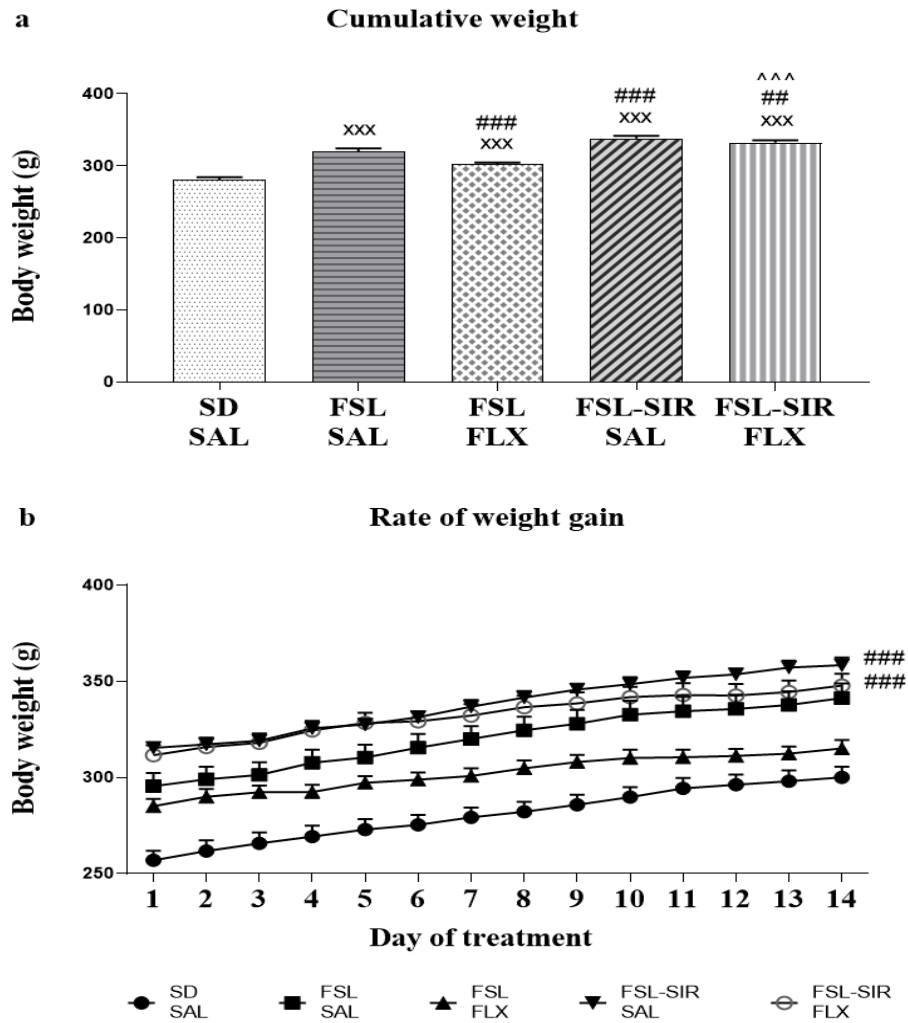 a Cumulative weight
Body weight (g)
400
300
200
100
0
xxx
###
xxx
###
xxx
^^^
##
xxx
SD
SAL
FSL
SAL
FSL
FLX
FSL-SIR
SAL
FSL-SIR
FLX
b Rate of weight gain
Body weight (g)
400
350
300
250
###
###
1 2 3 4 5 6 7 8 9 10 11 12 13 14
Day of treatment
SD
SAL
FSL
SAL
FSL
FLX
FSL-SIR
SAL
FSL-SIR
FLX